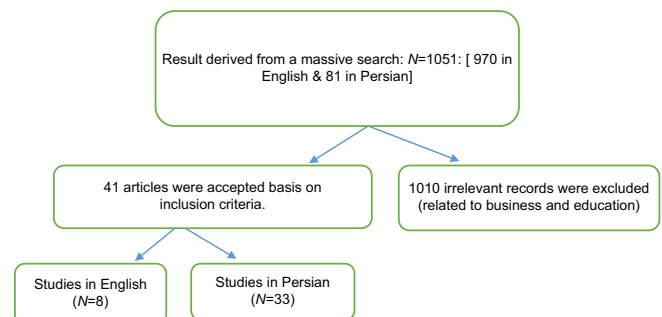 Result derived from a massive search: N=1051: [ 970 in
English & 81 in Persian]
41 articles were accepted basis on
inclusion criteria.
1010 irrelevant records were excluded
(related to business and education)
Studies in English
(N=8)
Studies in Persian
(N=33)